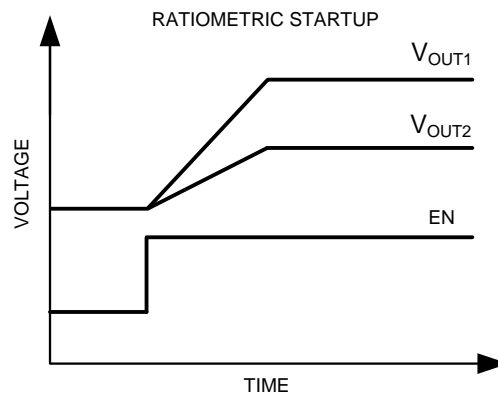 RATIOMETRIC STARTUP
VOUT1
VOUT2
VOLTAGE
EN
TIME